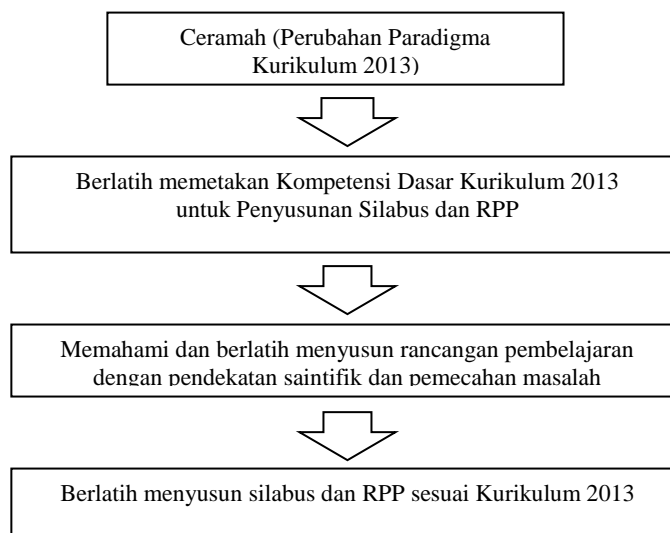 Ceramah (Perubahan Paradigma
Kurikulum 2013)
Berlatih memetakan Kompetensi Dasar Kurikulum 2013
untuk Penyusunan Silabus dan RPP
Memahami dan berlatih menyusun rancangan pembelajaran
dengan pendekatan saintifik dan pemecahan masalah
Berlatih menyusun silabus dan RPP sesuai Kurikulum 2013